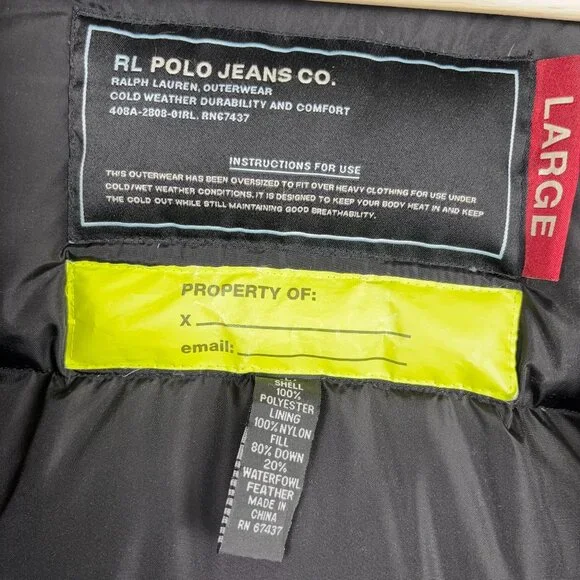 RL POLO JEANS CO.
RALPH LAUREN, OUTERWEAR
COLD WEATHER DURABILITY AND COMFORT
408A-2808-01RL. RN67437
INSTRUCTIONS FOR USE
THIS OUTERWEAR HAS BEEN OVERSIZED TO FIT OVER HEAVY CLOTHING FOR USE UNDER
COLD/WET WEATHER CONDITIONS. IT IS DESIGNED TO KEEP YOUR BODY HEAT IN AND KEEP
THE COLD OUT WHILE STILL MAINTAINING GOOD BREATHABILITY.
LARGE
PROPERTY OF:
X
email:
SHELL
100%
POLYESTER
LINING
100% NYLON
FILL
80% DOWN
20%
WATERFOWL
FEATHER
MADE IN
CHINA
RN 67437